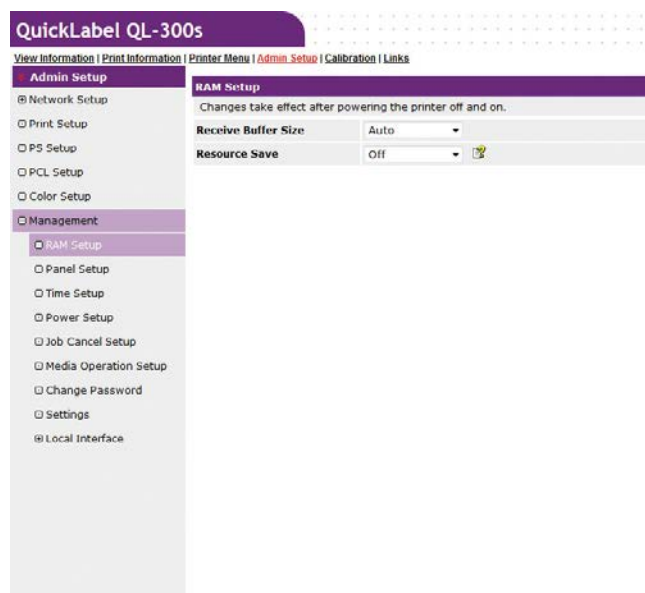 QuickLabel QL-300s
View Information | Print Information | Printer Menu | Admin Setup | Calibration | Links
Admin Setup
Network Setup
Print Setup
PS Setup
PCL Setup
Color Setup
Management
RAM Setup
Panel Setup
Time Setup
Power Setup
Job Cancel Setup
Media Operation Setup
Change Password
Settings
Local Interface
RAM Setup
Changes take effect after powering the printer off and on.
Receive Buffer Size Auto
Resource Save Off